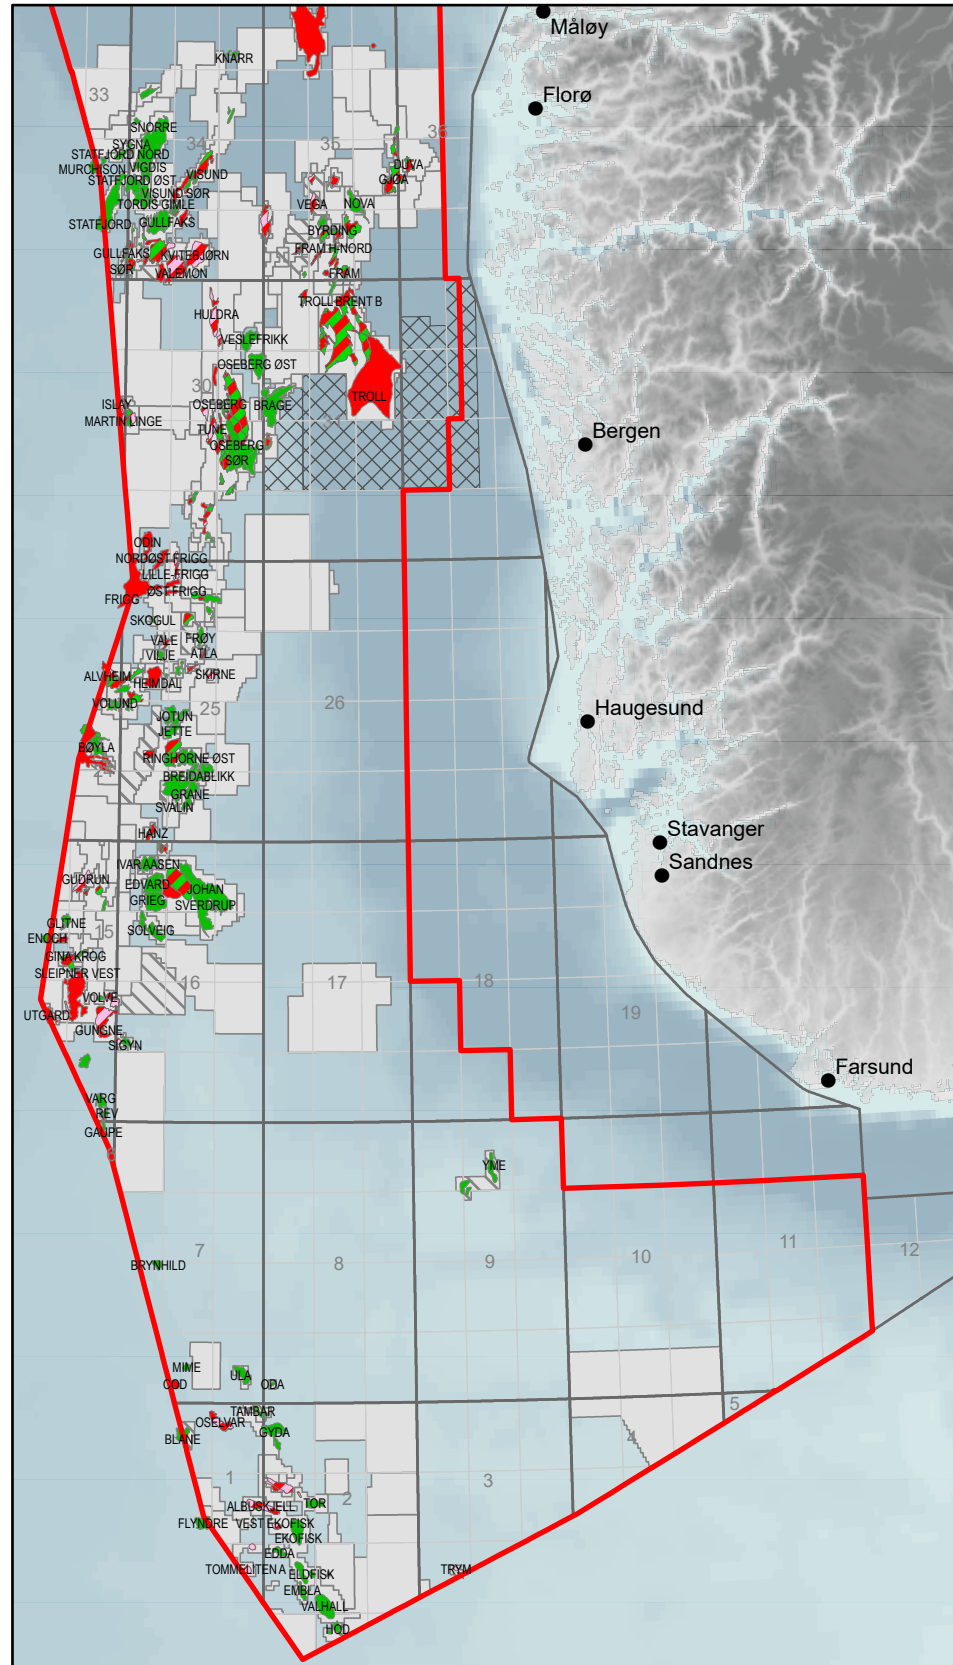 Måløy
KNARR
33
Florø
SNORRE
36
SYGNA
34
35
STATFJORD NORD
MURCHISON
VIGDIS
DUVA
STATFJORD ØST
VISUND
GJØA
VISUND SØR
TORDIS
GIMLE
VEGA
NOVA
STATFJORD
GULLFAKS
BYRDING
GULLFAKS
SØR
KVITEBJØRN
FRAM H-NORD
VALEMON
FRAM
TROLL BRENT B
HULDRA
VESLEFRIKK
OSEBERG ØST
30
TROLL
ISLAY
OSEBERG
BRAGE
MARTIN LINGE
31
TUNE
Bergen
OSEBERG
SØR
ODIN
NORDØST FRIGG
LILLE-FRIGG
ØST FRIGG
FRIGG
SKOGUL
VALE
FRØY
VILJE
ATLA
ALVHEIM
HEIMDAL
SKIRNE
VOLUND
25
26
Haugesund
JOTUN
JETTE
BØYLA
RINGHORNE ØST
BREIDABLIKK
GRANE
SVALIN
HANZ
Stavanger
IVAR AASEN
Sandnes
GUDRUN
EDVARD
GRIEG
JOHAN
SVERDRUP
GLITNE
SOLVEIG
ENOCH
15
GINA KROG
SLEIPNER VEST
16
17
18
VOLVE
UTGARD
19
GUNGNE
SIGYN
Farsund
VARG
REV
GAUPE
YME
7
8
9
10
11
12
BRYNHILD
MIME
COD
ULA
ODA
TAMBAR
OSELVAR
5
BLANE
GYDA
4
1
3
2
ALBUSKJELL
TOR
FLYNDRE
VEST EKOFISK
EKOFISK
EDDA
TOMMELITEN A
ELDFISK
TRYM
EMBLA
VALHALL
HOD